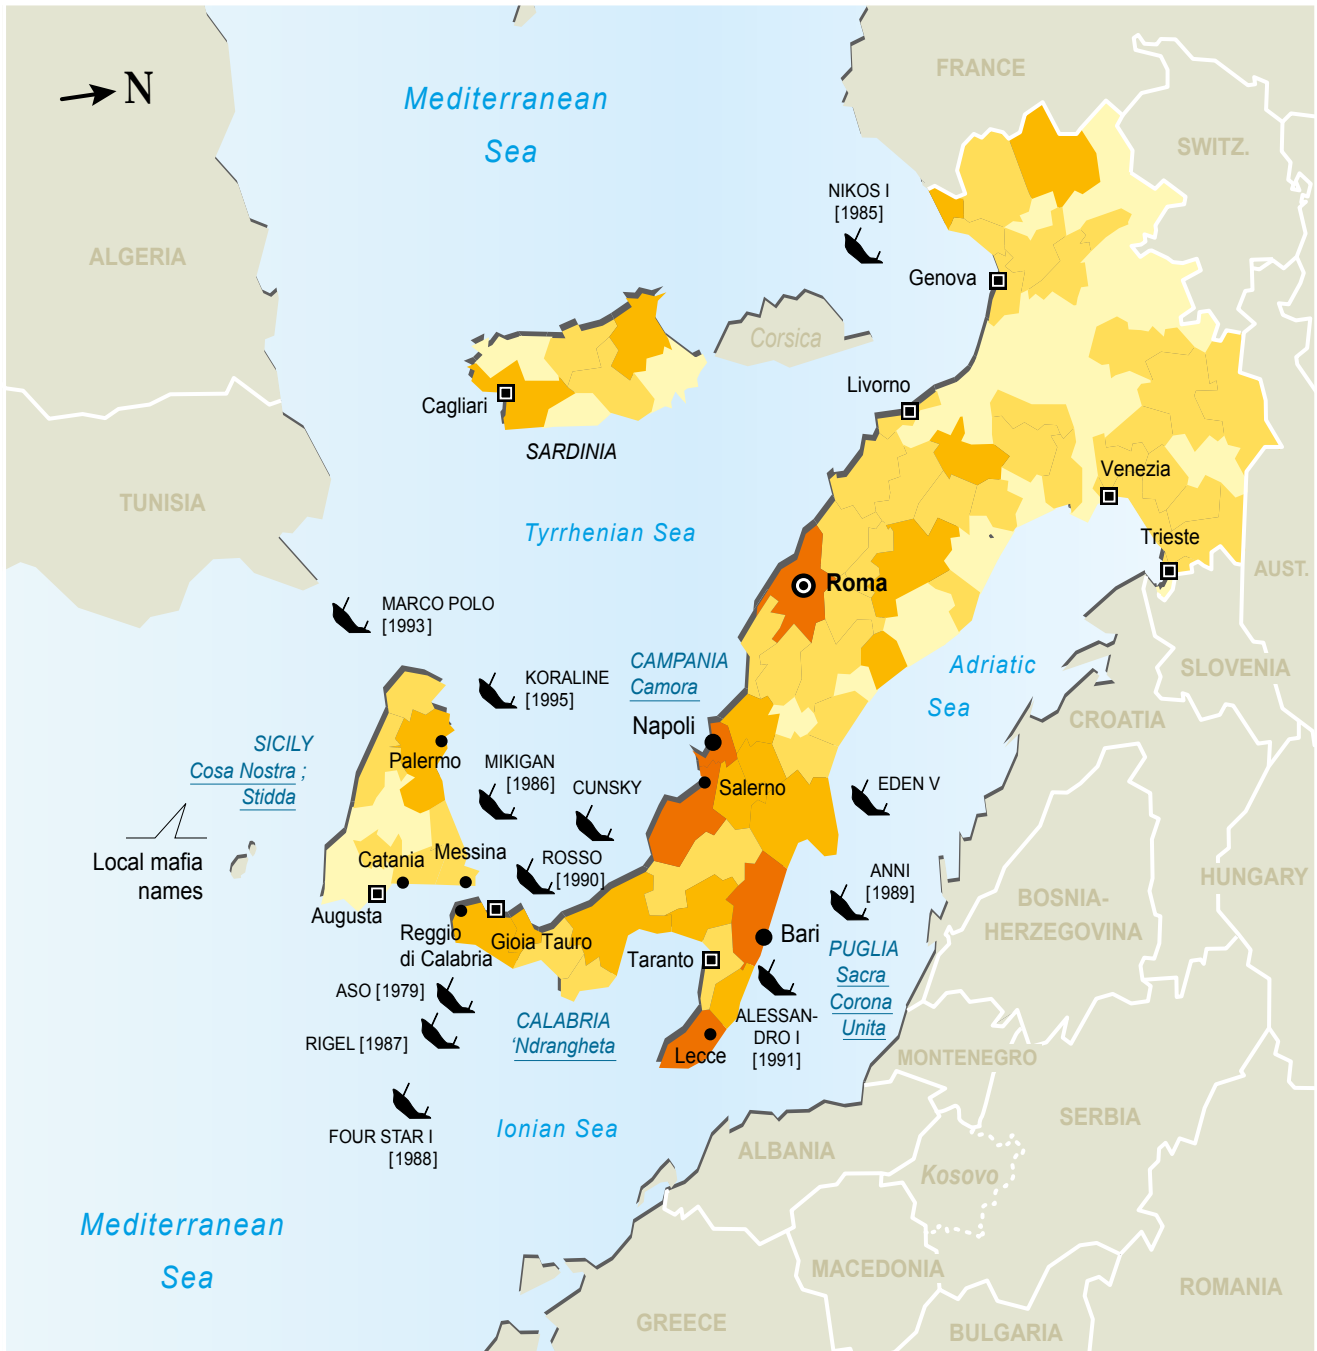 FRANCE
N
Mediterranean
Sea
SWITZ.
NIKOS I
[1985]
ALGERIA
Genova
Corsica
Livorno
Cagliari
SARDINIA
Venezia
TUNISIA
Tyrrhenian Sea
Trieste
AUST.
Roma
MARCO POLO
[1993]
CAMPANIA
Camora
Adriatic
Sea
SLOVENIA
KORALINE
[1995]
CROATIA
Napoli
SICILY
Cosa Nostra ;
Stidda
Palermo
MIKIGAN
[1986]
CUNSKY
Salerno
EDEN V
Local mafia
names
Catania
Messina
ROSSO
[1990]
ANNI
[1989]
HUNGARY
BOSNIA-
HERZEGOVINA
Augusta
Reggio
di Calabria
Gioia Tauro
Taranto
Bari
PUGLIA
Sacra
Corona
Unita
ASO [1979]
RIGEL [1987]
CALABRIA
'Ndrangheta
ALESSAN-
DRO I
[1991]
Lecce
MONTENEGRO
FOUR STAR I
[1988]
Ionian Sea
SERBIA
ALBANIA
Kosovo
Mediterranean
Sea
MACEDONIA
ROMANIA
GREECE
BULGARIA